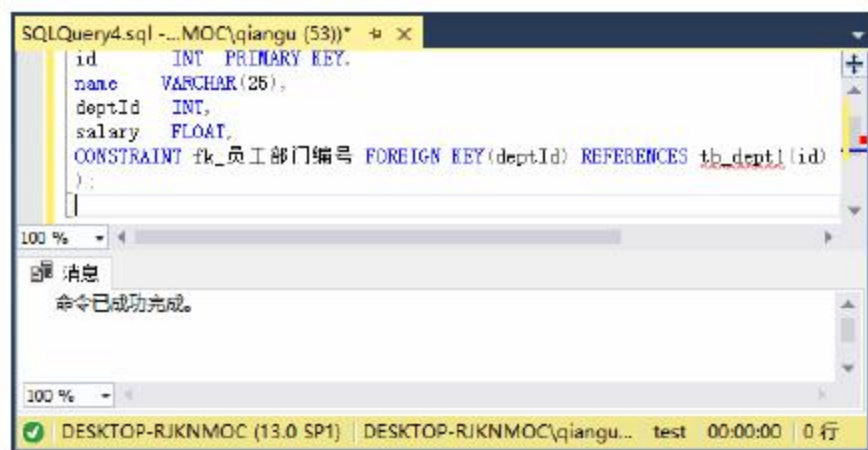 SQLQuery4.sql -...MOC\qiangu (53))*
id INT PRIMARY KEY,
name VARCHAR(25),
deptId INT,
salary FLOAT,
CONSTRAINT fk_员工部门编号 FOREIGN KEY(deptId) REFERENCES tb_dept1(id)
);
100 %
消息
命令已成功完成。
100 %
DESKTOP-RJKNMOC (13.0 SP1) DESKTOP-RJKNMOC\qiangu... test 00:00:00 0 行